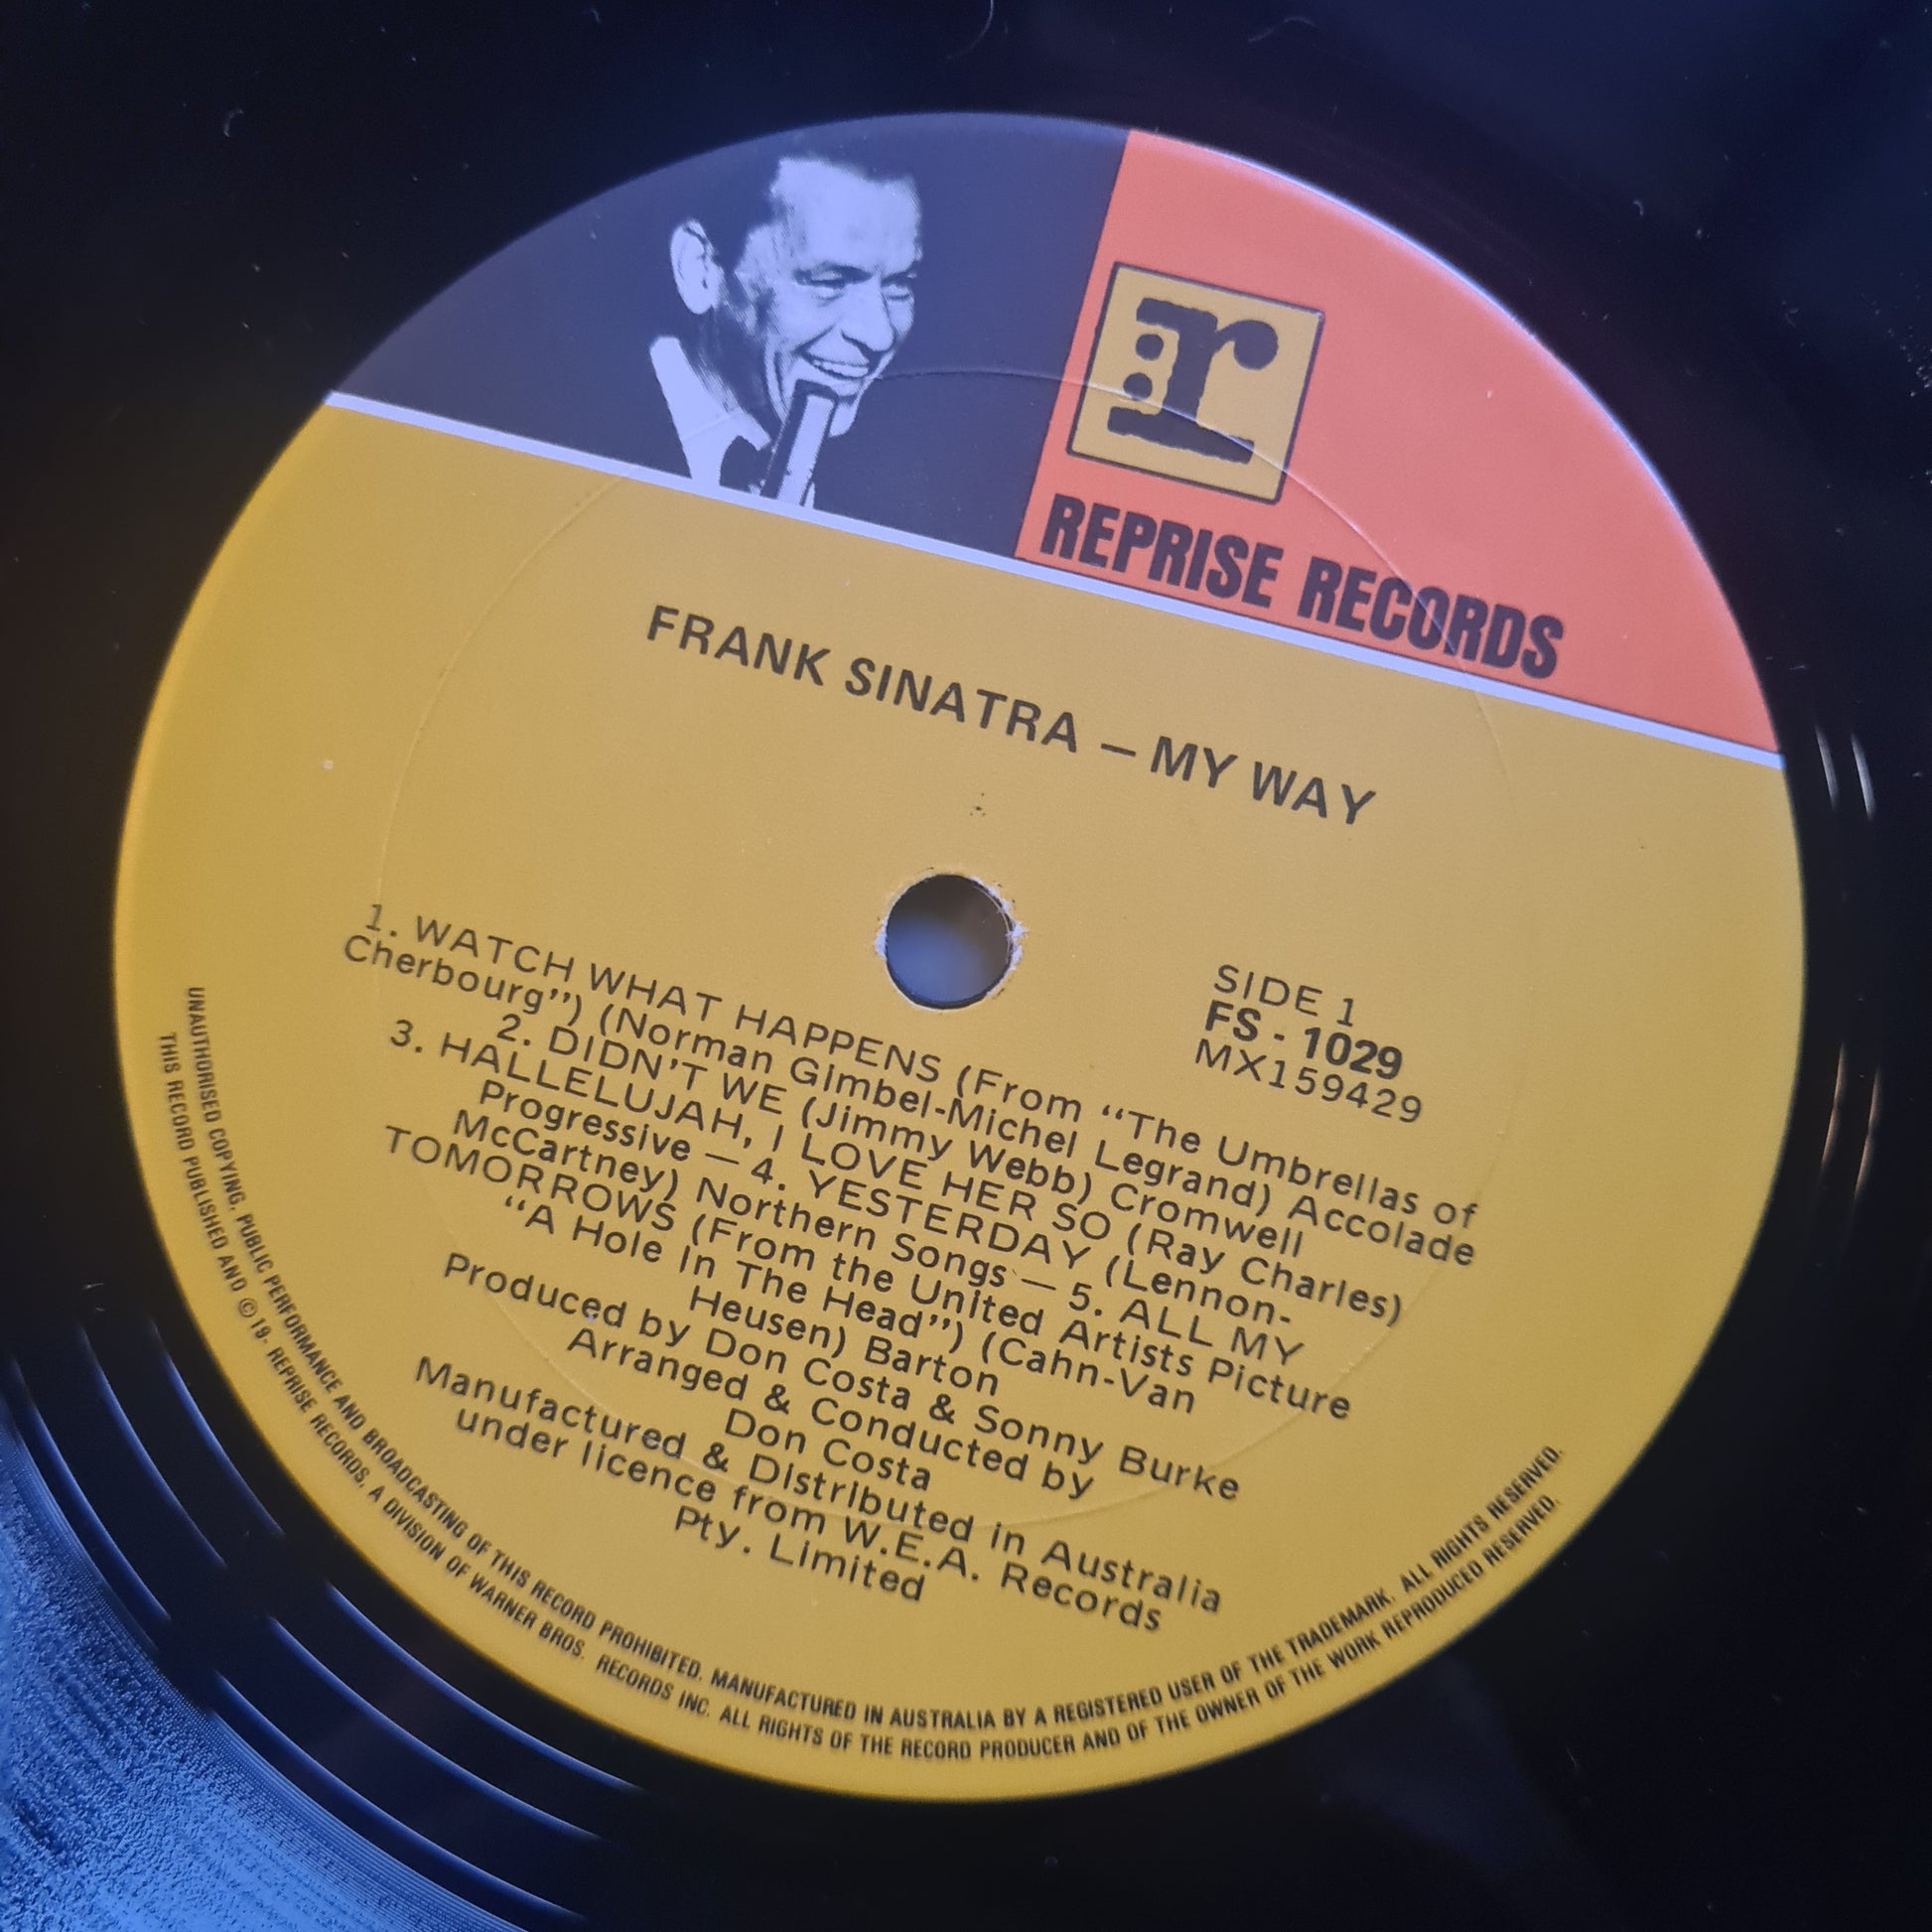 r:
REPRISE RECORDS
FRANK SINATRA – MY WAY
SIDE 1
FS - 1029
MX159429
1. WATCH WHAT HAPPENS (From “The Umbrellas of
Cherbourg”) (Norman Gimbel-Michel Legrand) Accolade
2. DIDN’T WE (Jimmy Webb) Cromwell
3. HALLELUJAH, I LOVE HER SO (Ray Charles)
Progressive — 4. YESTERDAY (Lennon-
McCartney) Northern Songs — 5. ALL MY
TOMORROWS (From the United Artists Picture
“A Hole In The Head”) (Cahn-Van
Heusen) Barton
Produced by Don Costa & Sonny Burke
Arranged & Conducted by
Don Costa
Manufactured & Distributed in Australia
under licence from W.E.A. Records
Pty. Limited
UNAUTHORISED COPYING, PUBLIC PERFORMANCE AND BROADCASTING OF THIS RECORD PROHIBITED. MANUFACTURED IN AUSTRALIA BY A REGISTERED USER OF THE TRADEMARK. ALL RIGHTS RESERVED.
THIS RECORD PUBLISHED AND ©19- REPRISE RECORDS, A DIVISION OF WARNER BROS. RECORDS INC. ALL RIGHTS OF THE RECORD PRODUCER AND OF THE OWNER OF THE WORK REPRODUCED RESERVED.